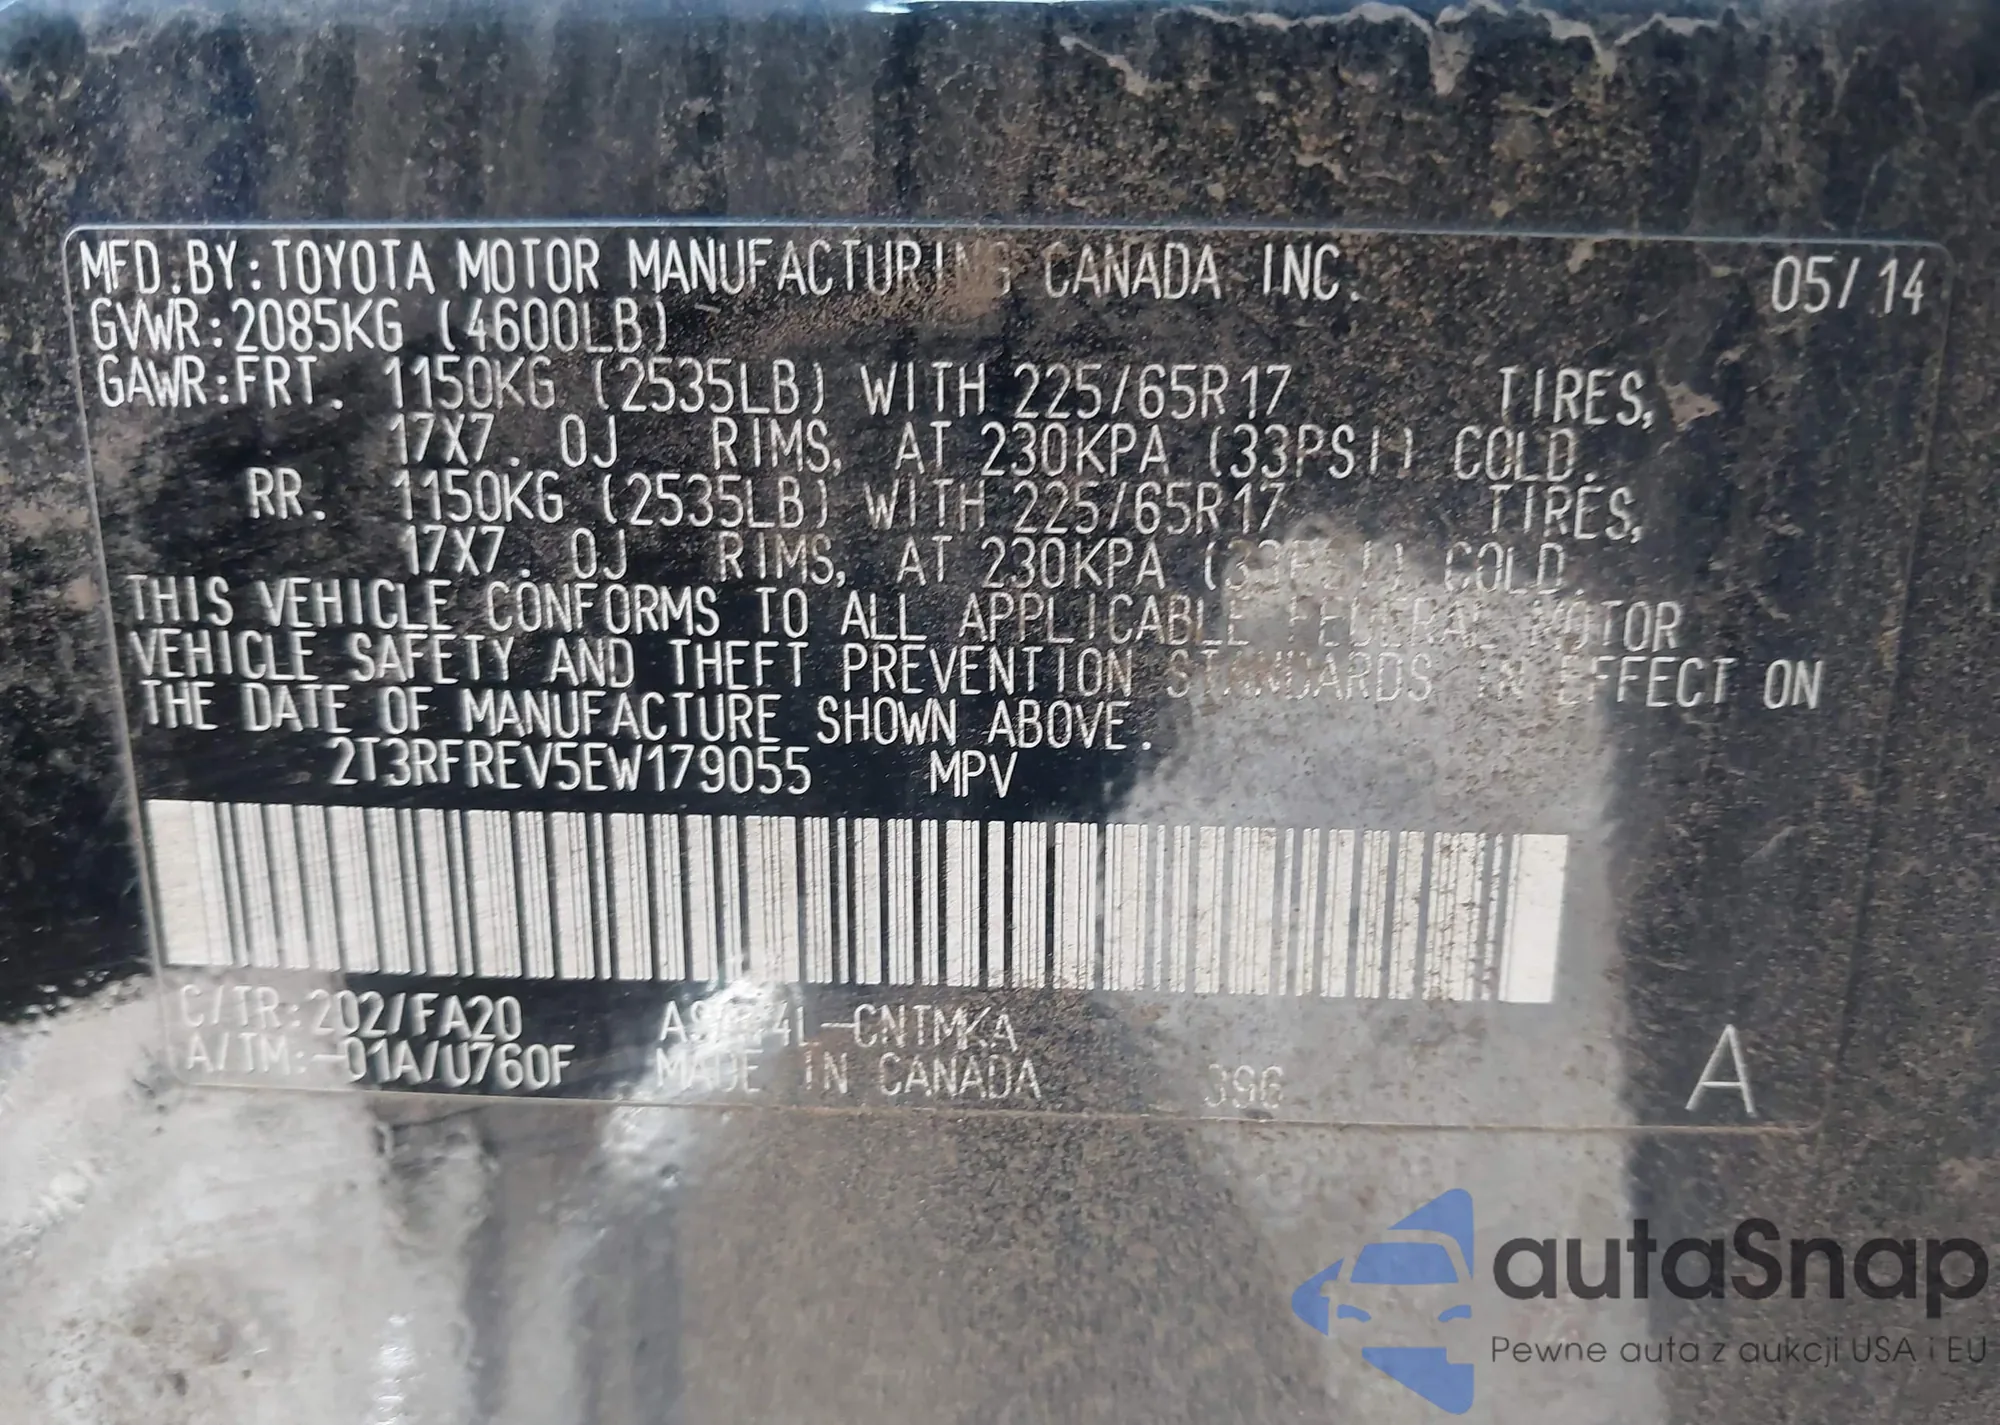 MFD.BY:TOYOTA MOTOR MANUFACTURING CANADA INC. 05/14
GVWR:2085KG (4600LB)
GAWR:FRT. 1150KG (2535LB) WITH 225/65R17 TIRES,
17X7.0J RIMS, AT 230KPA (33PSI) COLD.
RR. 1150KG (2535LB) WITH 225/65R17 TIRES,
17X7.0J RIMS, AT 230KPA (33PSI) COLD.
THIS VEHICLE CONFORMS TO ALL APPLICABLE FEDERAL MOTOR
VEHICLE SAFETY AND THEFT PREVENTION STANDARDS IN EFFECT ON
THE DATE OF MANUFACTURE SHOWN ABOVE.
2T3RFREV5EW179055 MPV
C/TR:202/FA20
A/TM:-01A/U760F MADE IN CANADA 396 A
autaSnap
Pewne auta z aukcji USA i EU